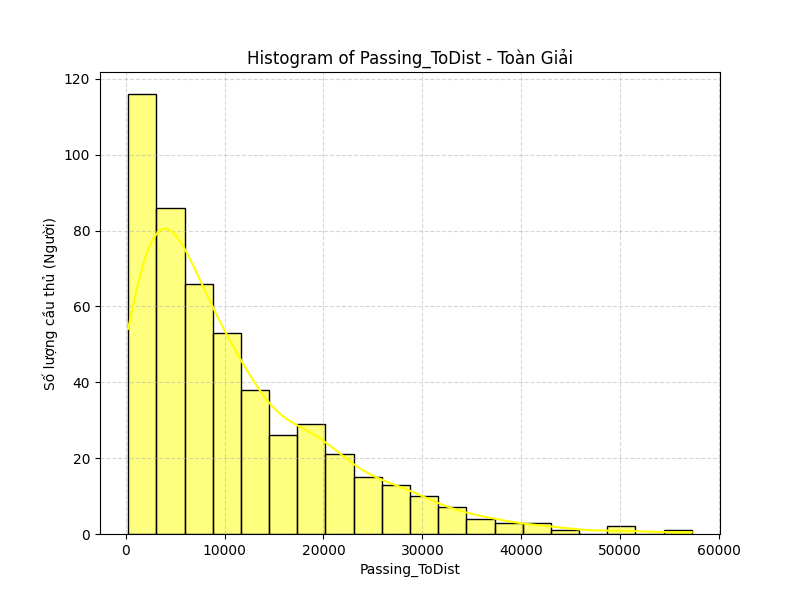 Histogram of Passing_ToDist - Toàn Giải
120
100
80
60
40
20
0
Số lượng cầu thủ (Người)
0 10000 20000 30000 40000 50000 60000
Passing_ToDist